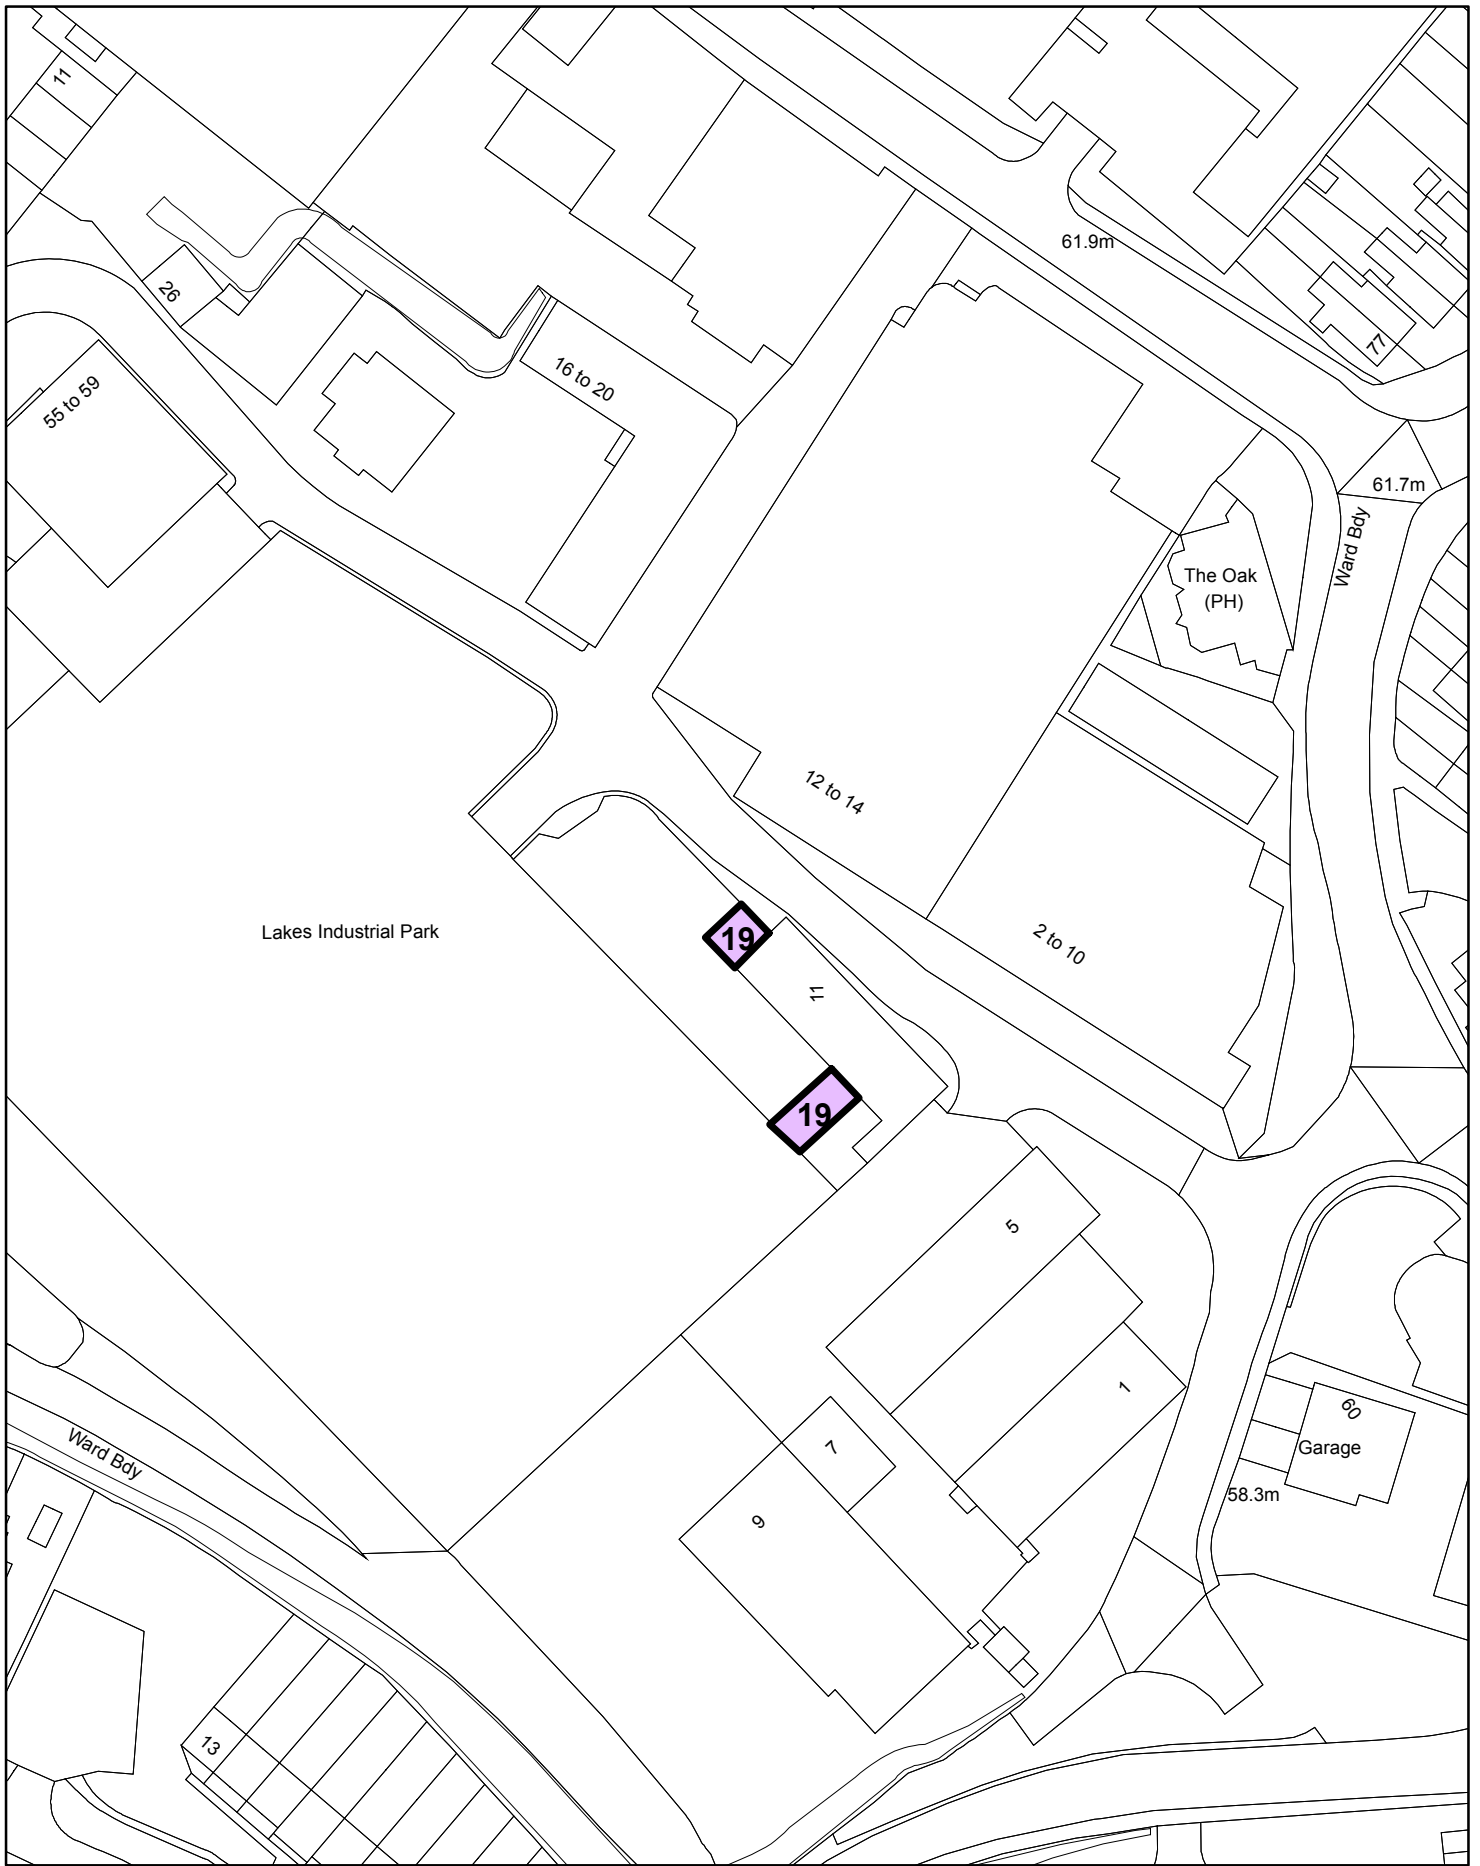 11
61.9m
26
77
16 to 20
55 to 59
61.7m
Ward Bdy
The Oak
(PH)
12 to 14
Lakes Industrial Park
19
2 to 10
11
19
5
1
60
Garage
7
Ward Bdy
58.3m
9
13